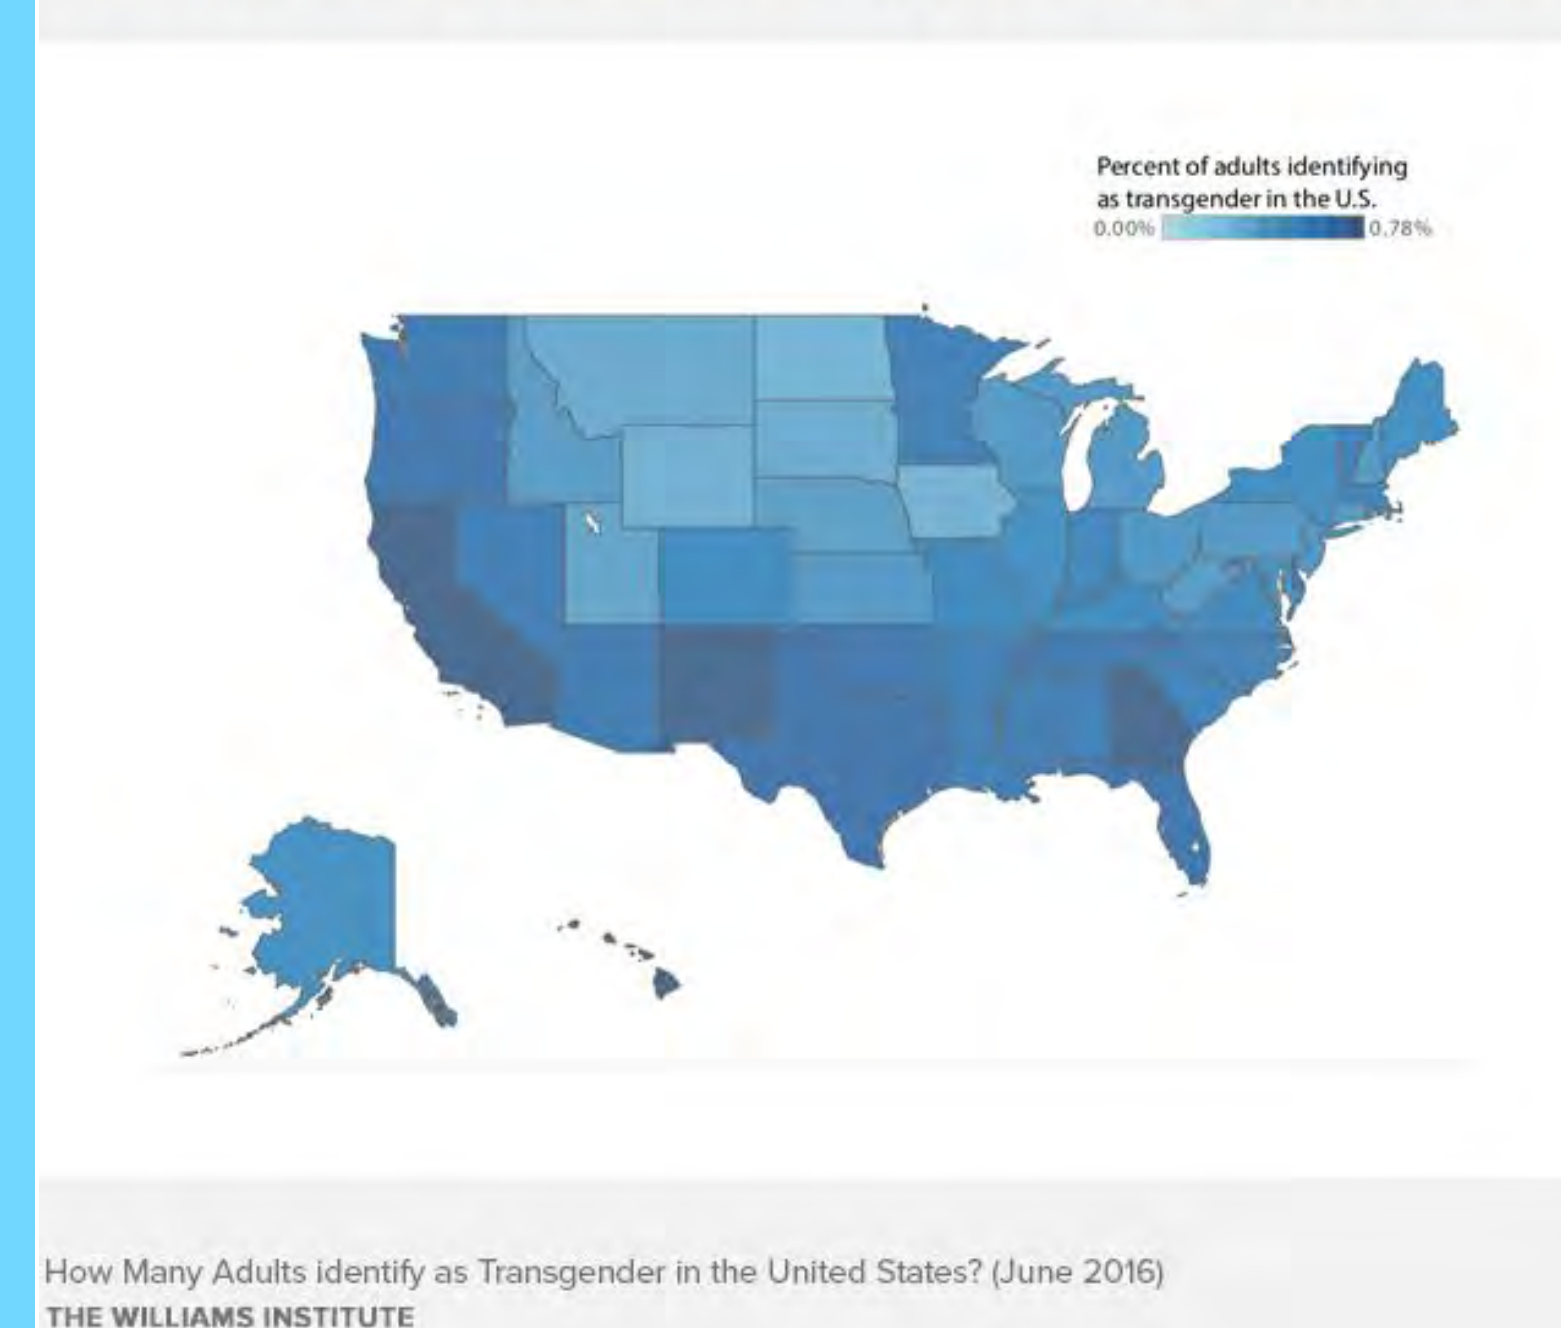 Percent of adults identifying
as transgender in the U.S.
0.00% 0.78%
How Many Adults identify as Transgender in the United States? (June 2016)
THE WILLIAMS INSTITUTE